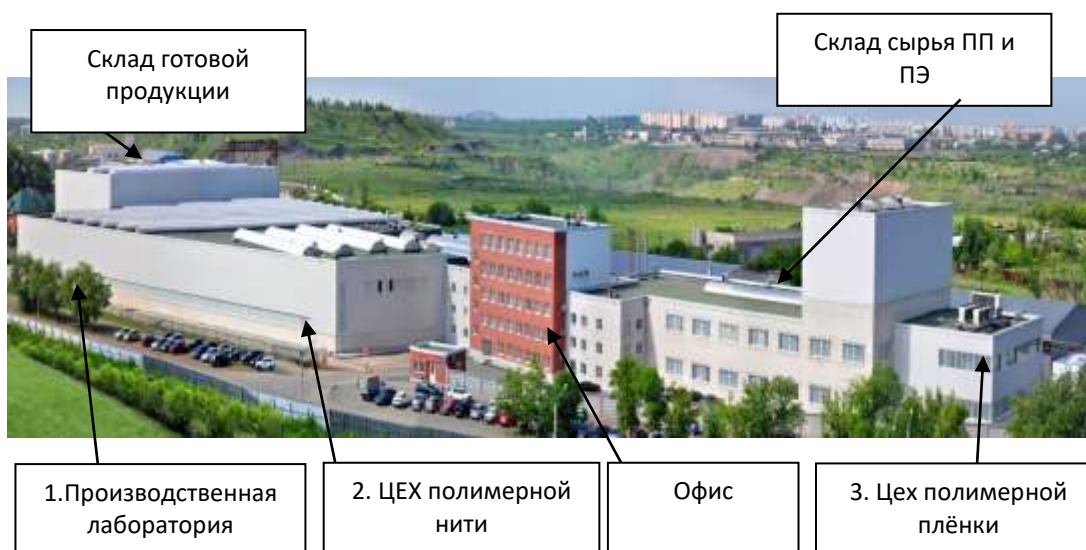 Склад готовой
продукции
Склад сырья ПП и
ПЭ
1.Производственная
лаборатория
2. ЦЕХ полимерной
нити
Офис
3. Цех полимерной
плёнки